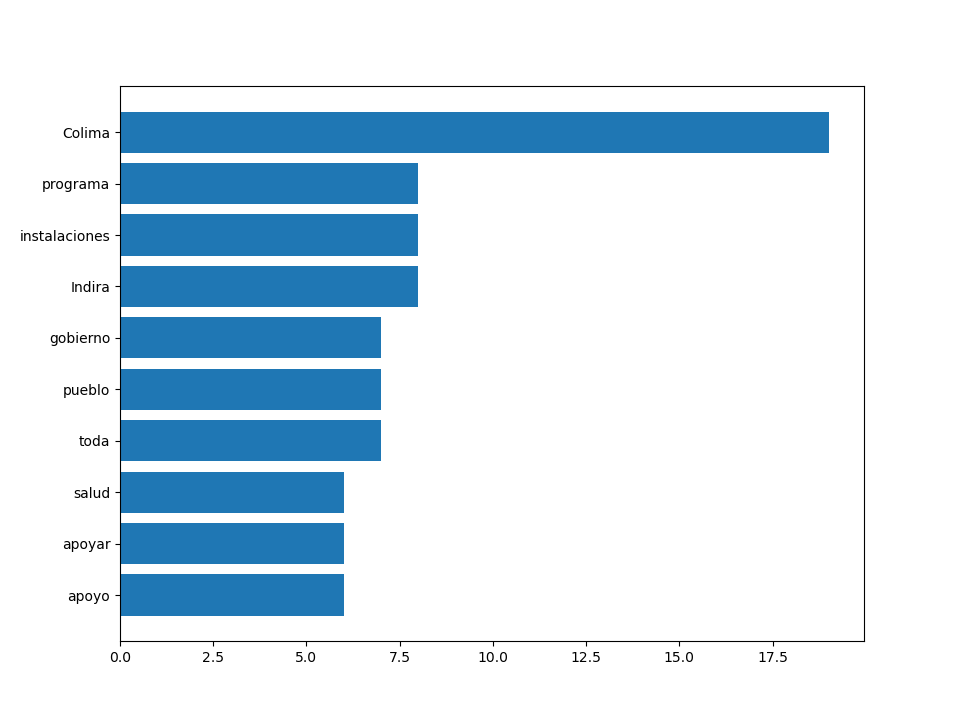 Colima
programa
instalaciones
Indira
gobierno
pueblo
toda
salud
apoyar
apoyo
0.0 2.5 5.0 7.5 10.0 12.5 15.0 17.5